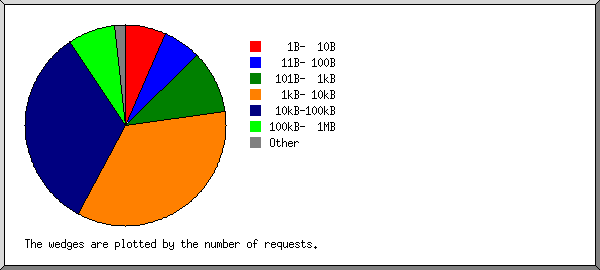 1B- 10B
11B- 100B
101B- 1kB
1kB- 10kB
10kB-100kB
100kB- 1MB
Other
The wedges are plotted by the number of requests.